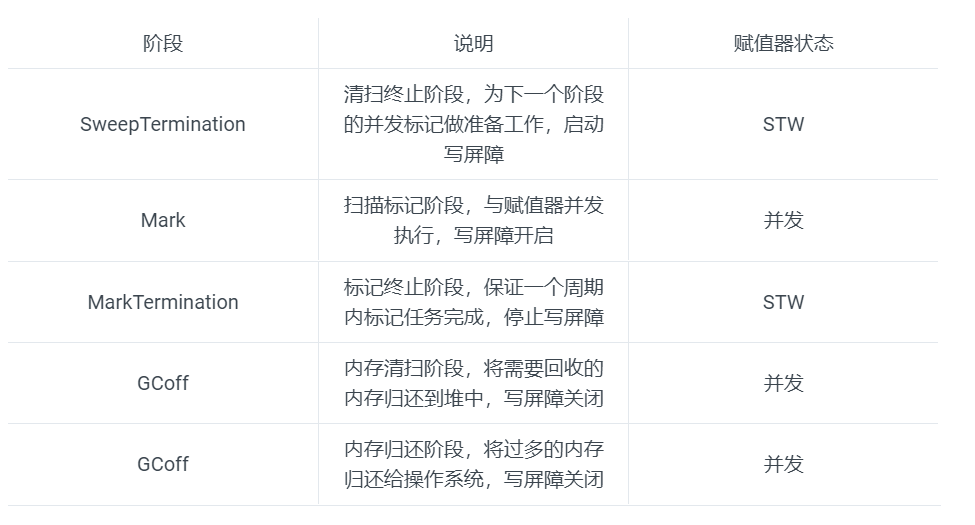 阶段 说明 赋值器状态
清扫终止阶段，为下一个阶段
SweepTermination 的并发标记做准备工作，启动 STW
写屏障
扫描标记阶段，与赋值器并发
Mark 并发
执行，写屏障开启
标记终止阶段，保证一个周期
MarkTermination STW
内标记任务完成，停止写屏障
内存清扫阶段，将需要回收的
GCoff 并发
内存归还到堆中，写屏障关闭
内存归还阶段，将过多的内存
GCoff 并发
归还给操作系统，写屏障关闭